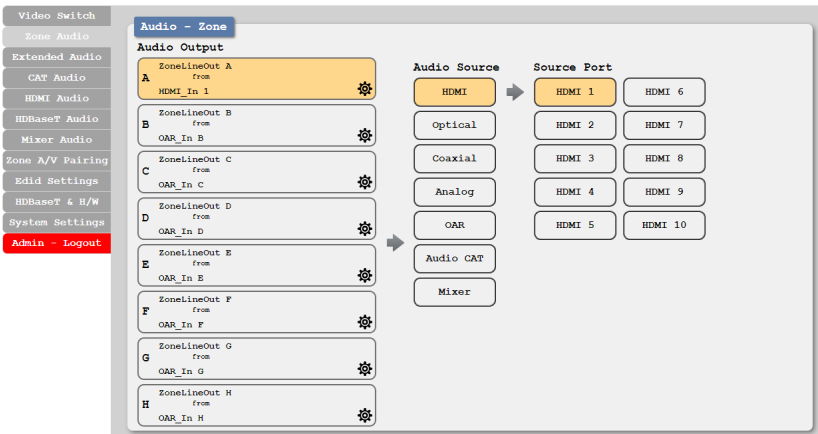 Video Switch
Zone Audio
Extended Audio
CAT Audio
HDMI Audio
HDBaseT Audio
Mixer Audio
Zone A/V Pairing
Edid Settings
HDBaseT & H/W
System Settings
Admin - Logout
Audio - Zone
Audio Output
A
ZoneLineOut A
from
HDMI_In 1
B
ZoneLineOut B
from
OAR_In B
C
ZoneLineOut C
from
OAR_In C
D
ZoneLineOut D
from
OAR_In D
E
ZoneLineOut E
from
OAR_In E
F
ZoneLineOut F
from
OAR_In F
G
ZoneLineOut G
from
OAR_In G
H
ZoneLineOut H
from
OAR_In H
Audio Source
HDMI
Optical
Coaxial
Analog
OAR
Audio CAT
Mixer
Source Port
HDMI 1
HDMI 6
HDMI 2
HDMI 7
HDMI 3
HDMI 8
HDMI 4
HDMI 9
HDMI 5
HDMI 10